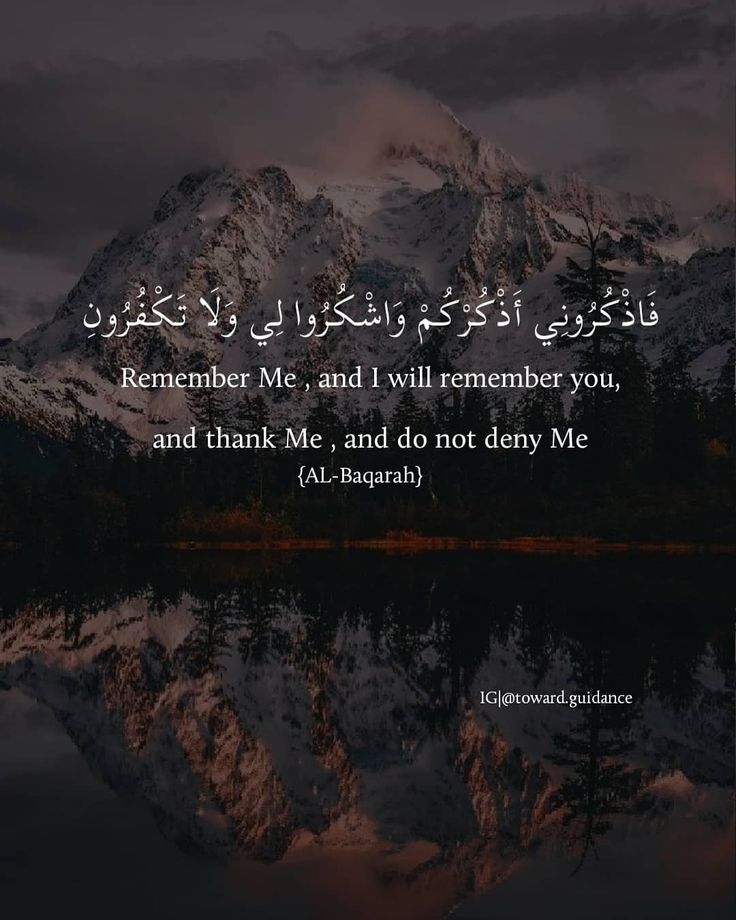 فَاذْكُرُونِي أَذْكُرْكُمْ وَاشْكُرُوا لِي وَلَا تَكْفُرُونِ
Remember Me , and I will remember you,
and thank Me , and do not deny Me
{AL-Baqarah}
IG|@toward.guidance